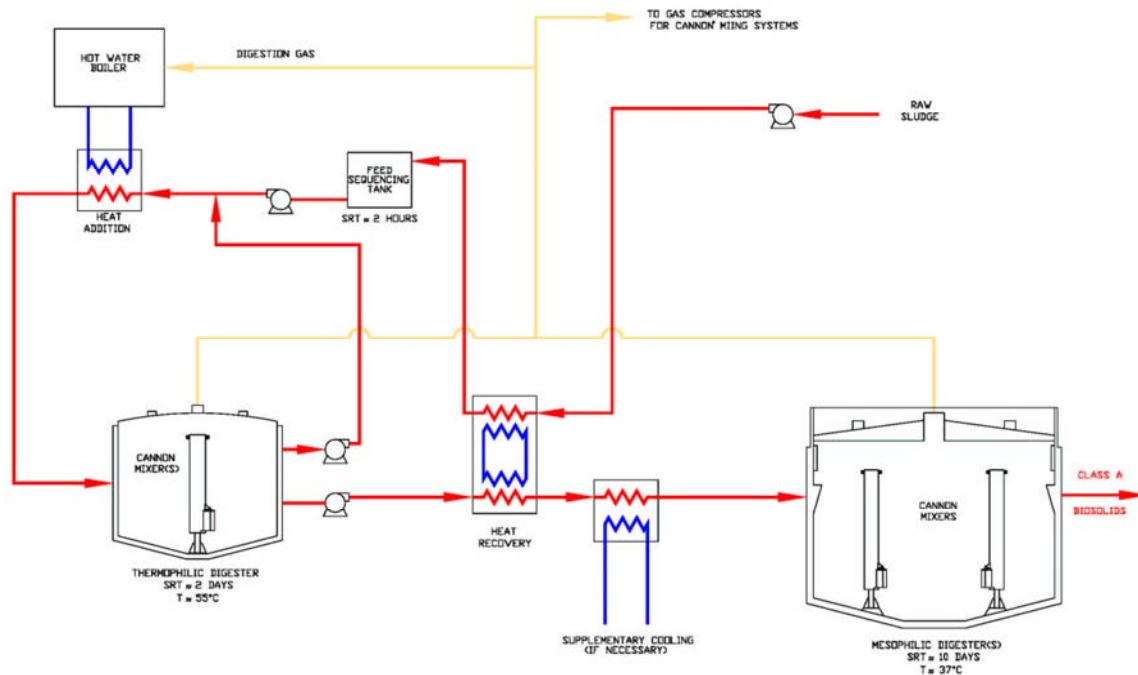 TO GAS COMPRESSORS
FOR CANNON® MIING SYSTEMS
HOT WATER
BOILER
DIGESTION GAS
RAW
SLUDGE
FEED
SEQUENCING
TANK
SRT = 2 HOURS
HEAT
ADDITION
CANNON
MIXER(S)
THERMOPHILIC DIGESTER
SRT = 2 DAYS
T = 55°C
HEAT
RECOVERY
SUPPLEMENTARY COOLING
(IF NECESSARY)
CANNON
MIXERS
CLASS A
BIOSOLIDS
MESOPHILIC DIGESTER(S)
SRT = 10 DAYS
T = 37°C